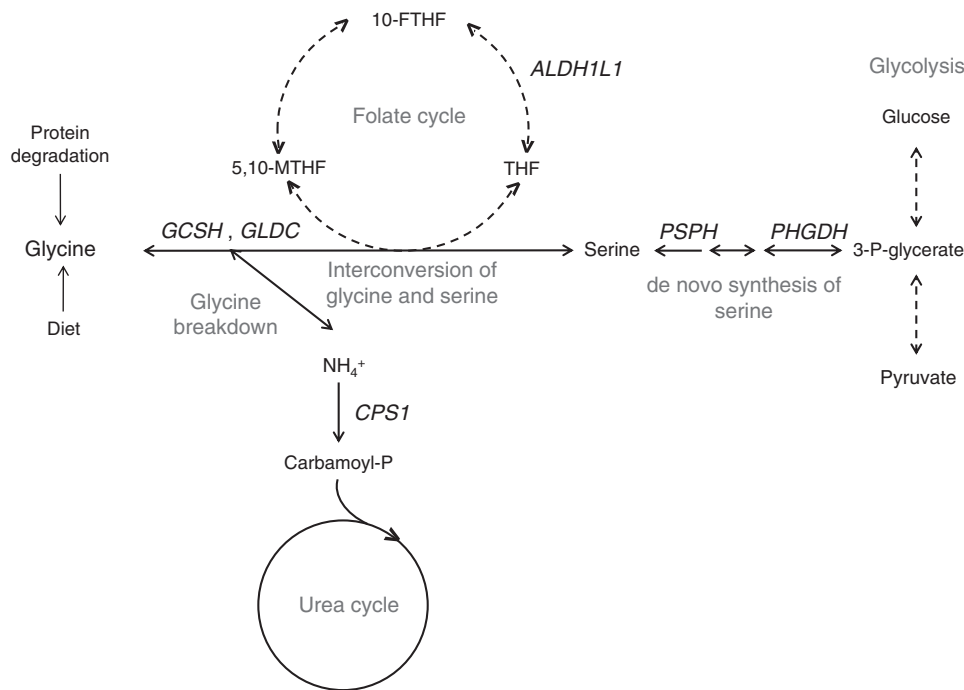 10-FTHF
ALDH1L1
Glycolysis
Folate cycle
Glucose
Protein
degradation
5,10-MTHF
THF
GCSH , GLDC
PSPH
PHGDH
Glycine
Serine
3-P-glycerate
Interconversion of
glycine and serine
de novo synthesis of
serine
Glycine
breakdown
Diet
NH₄⁺
Pyruvate
CPS1
Carbamoyl-P
Urea cycle